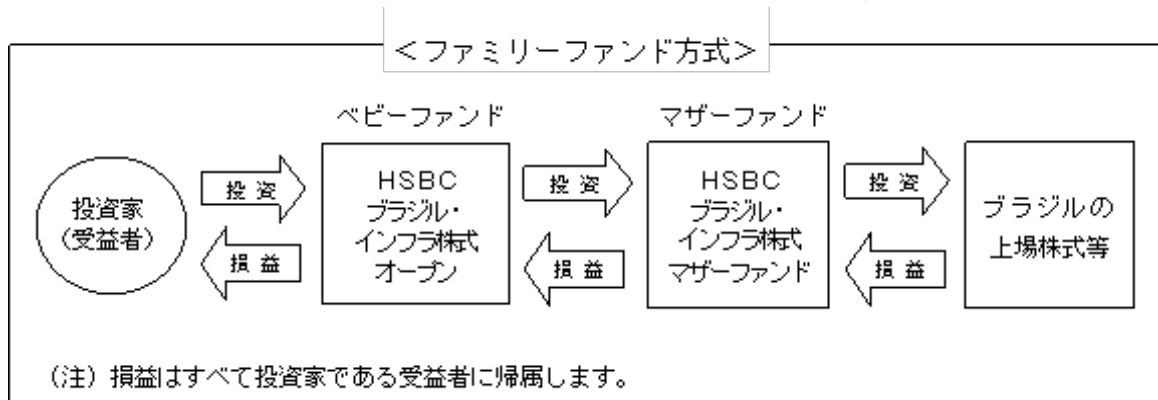 <ファミリーファンド方式>
ベビーファンド
マザーファンド
投資家
(受益者)
投資
損益
HSBC
ブラジル・
インフラ株式
オープン
投資
損益
HSBC
ブラジル・
インフラ株式
マザーファンド
投資
損益
ブラジルの
上場株式等
(注)損益はすべて投資家である受益者に帰属します。